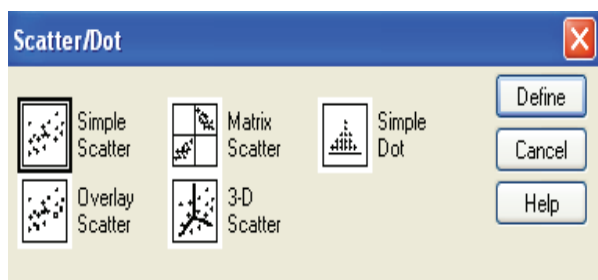 Scatter/Dot
Simple
Scatter
Matrix
Scatter
Simple
Dot
Overlay
Scatter
3-D
Scatter
Define
Cancel
Help